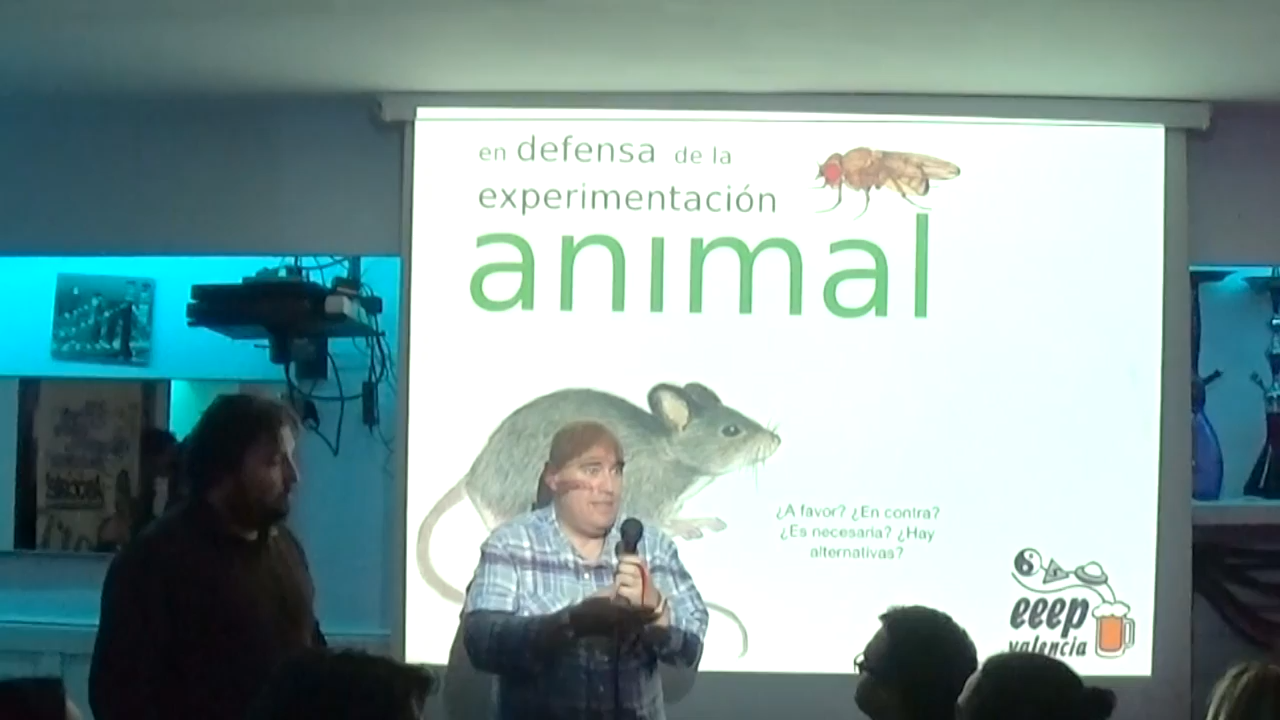 en defensa de la
experimentación
animal
¿A favor? ¿En contra?
¿Es necesaria? ¿Hay
alternativas?
eeep
valencia